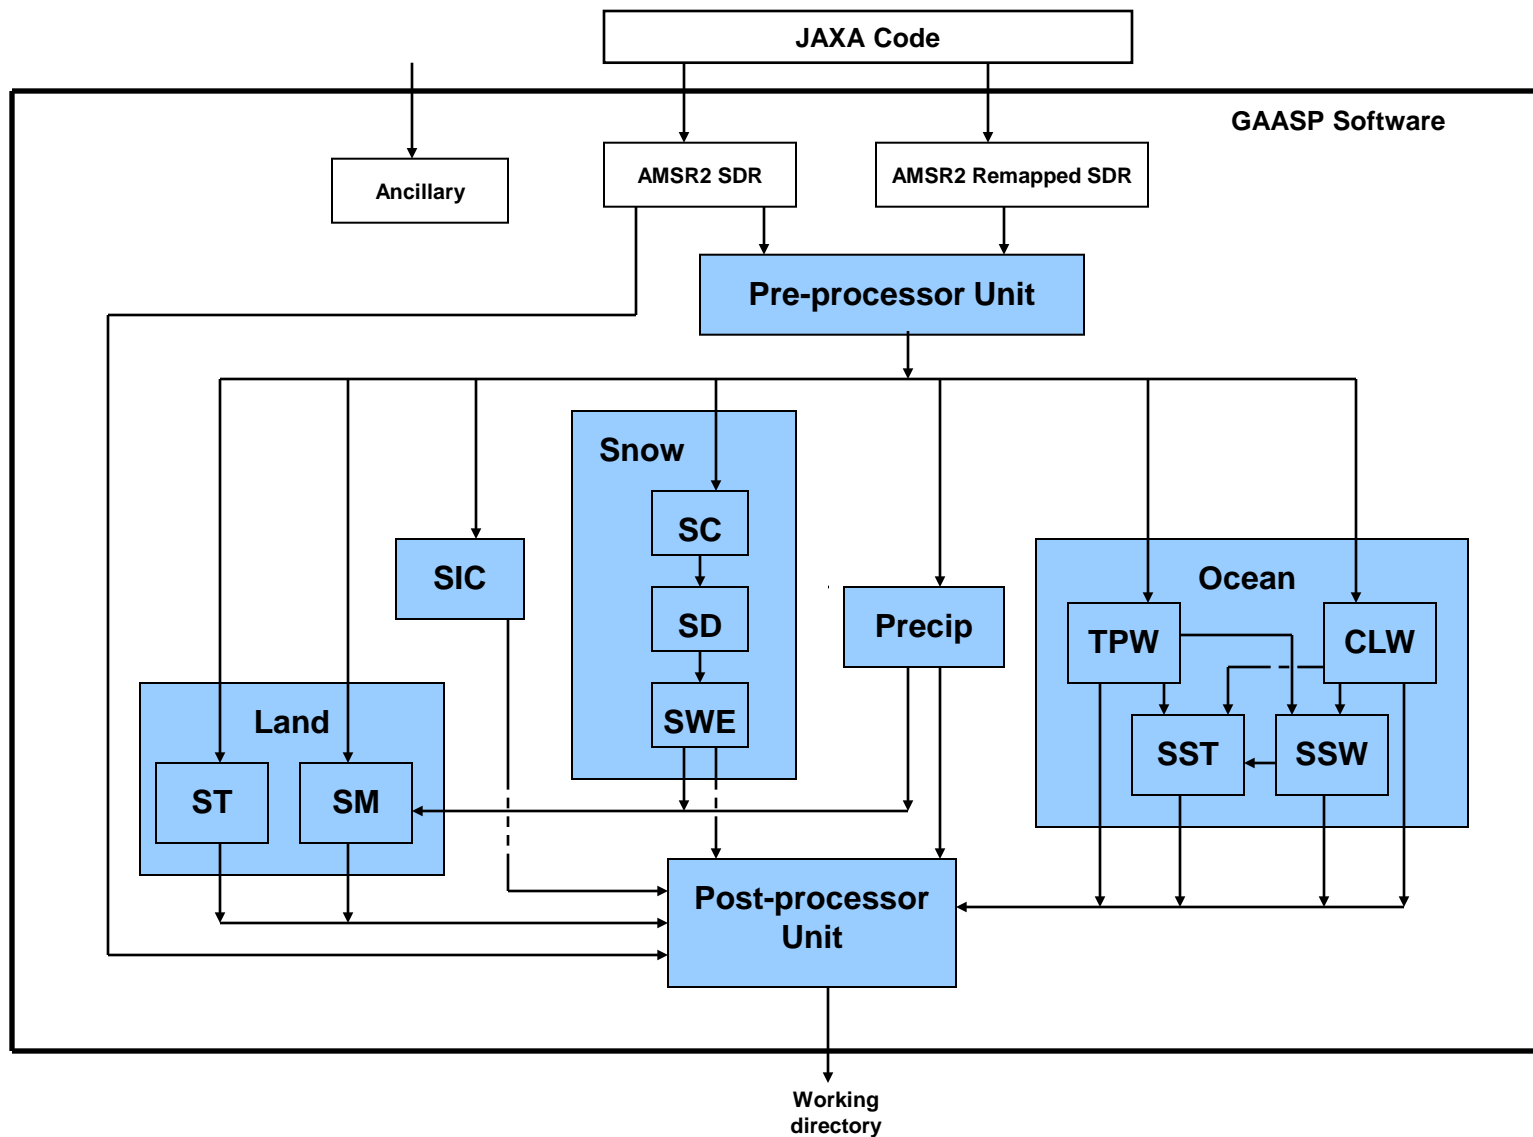 JAXA Code
GAASP Software
Ancillary
AMSR2 SDR
AMSR2 Remapped SDR
Pre-processor Unit
Snow
SC
SIC
Ocean
SD
Precip
TPW
CLW
Land
SWE
SST
SSW
ST
SM
Post-processor
Unit
Working
directory